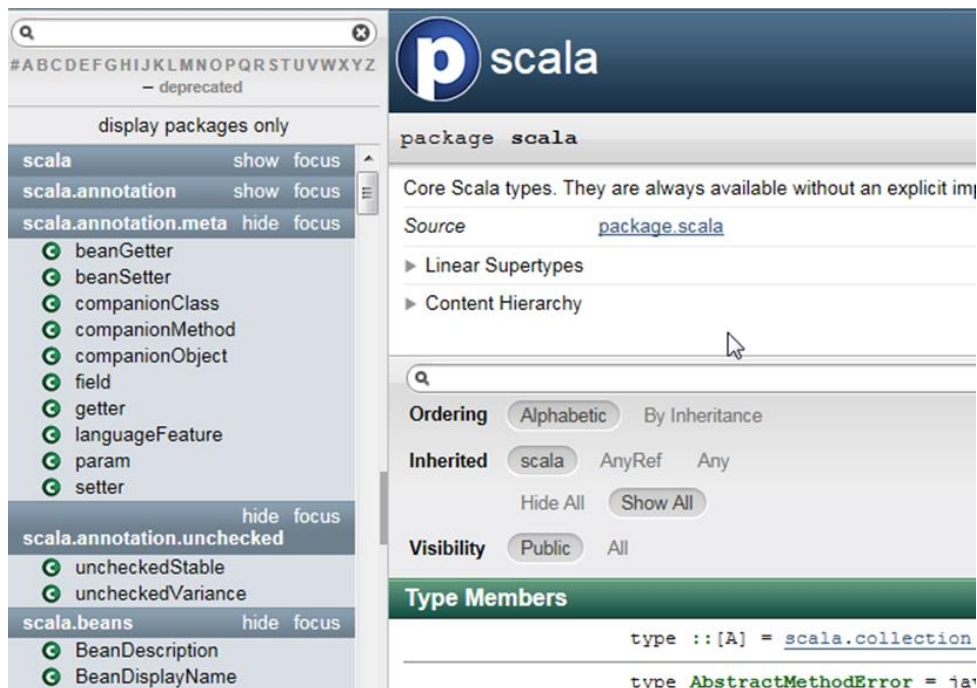 #ABCDEFGHIJKLMNOPQRSTUVWXYZ
– deprecated
display packages only
scala show focus
scala.annotation show focus
scala.annotation.meta hide focus
beanGetter
beanSetter
companionClass
companionMethod
companionObject
field
getter
languageFeature
param
setter
hide focus
scala.annotation.unchecked
uncheckedStable
uncheckedVariance
scala.beans hide focus
BeanDescription
BeanDisplayName
p scala
package scala
Core Scala types. They are always available without an explicit imp
Source package.scala
Linear Supertypes
Content Hierarchy
Ordering Alphabetic By Inheritance
Inherited scala AnyRef Any
Hide All Show All
Visibility Public All
Type Members
type ::[A] = scala.collection.
type AbstractMethodError = jav